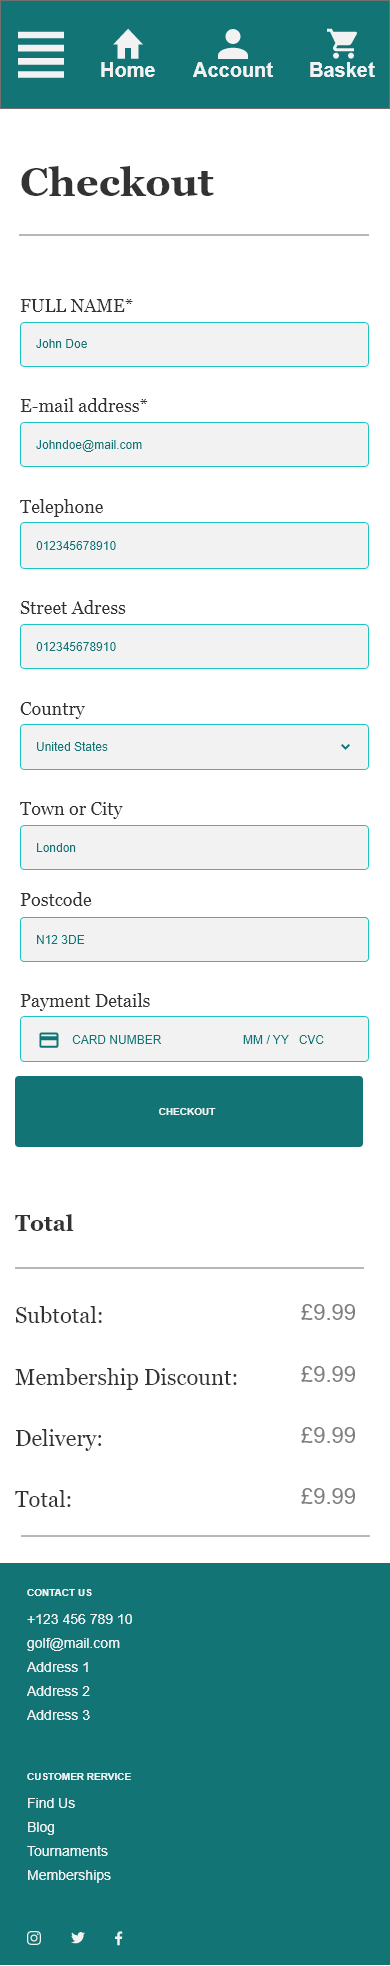 Home Account Basket
Checkout
FULL NAME*
John Doe
E-mail address*
Johndoe@mail.com
Telephone
012345678910
Street Adress
012345678910
Country
United States
Town or City
London
Postcode
N12 3DE
Payment Details
CARD NUMBER MM / YY CVC
CHECKOUT
Total
Subtotal: £9.99
Membership Discount: £9.99
Delivery: £9.99
Total: £9.99
CONTACT US
+123 456 789 10
golf@mail.com
Address 1
Address 2
Address 3
CUSTOMER RERVICE
Find Us
Blog
Tournaments
Memberships